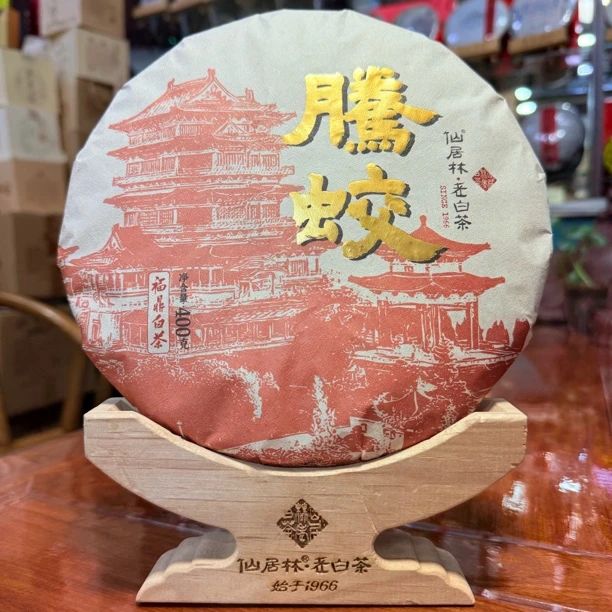 騰
蛟
仙居林®·老白茶
SINCE 1966
福鼎白茶
净含量:400克
仙居林®·老白茶
始于1966